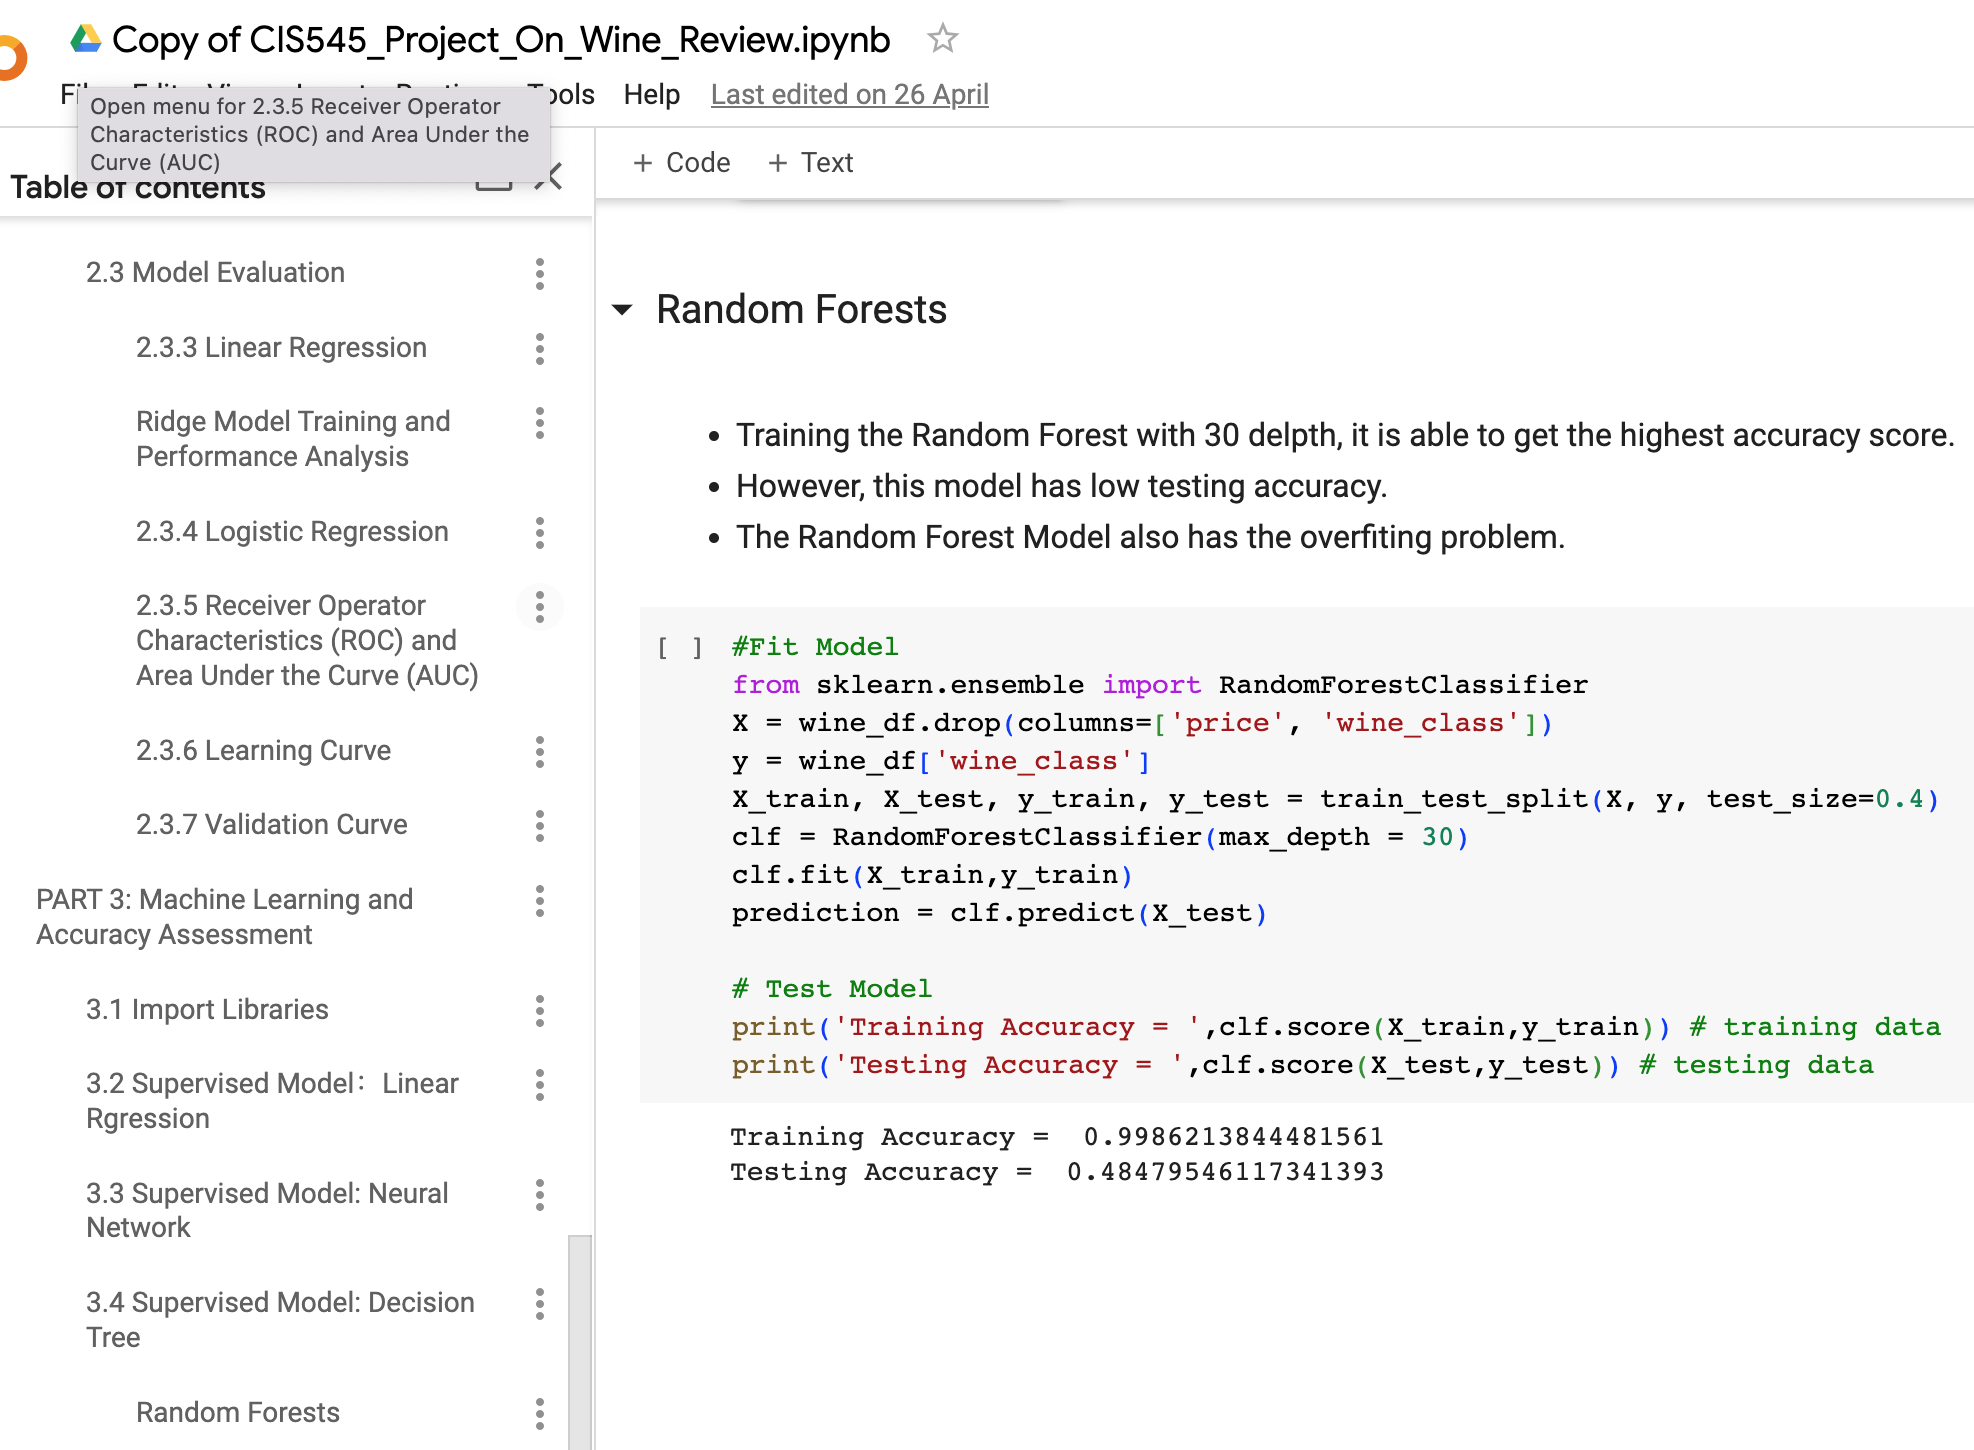 Copy of CIS545_Project_On_Wine_Review.ipynb
Tools Help Last edited on 26 April
Open menu for 2.3.5 Receiver Operator
Characteristics (ROC) and Area Under the
Curve (AUC)
Table of contents
+ Code + Text
2.3 Model Evaluation
2.3.3 Linear Regression
Ridge Model Training and
Performance Analysis
2.3.4 Logistic Regression
2.3.5 Receiver Operator
Characteristics (ROC) and
Area Under the Curve (AUC)
2.3.6 Learning Curve
2.3.7 Validation Curve
PART 3: Machine Learning and
Accuracy Assessment
3.1 Import Libraries
3.2 Supervised Model： Linear
Rgression
3.3 Supervised Model: Neural
Network
3.4 Supervised Model: Decision
Tree
Random Forests
Random Forests
• Training the Random Forest with 30 delpth, it is able to get the highest accuracy score.
• However, this model has low testing accuracy.
• The Random Forest Model also has the overfiting problem.
[ ] #Fit Model
from sklearn.ensemble import RandomForestClassifier
X = wine_df.drop(columns=['price', 'wine_class'])
y = wine_df['wine_class']
X_train, X_test, y_train, y_test = train_test_split(X, y, test_size=0.4)
clf = RandomForestClassifier(max_depth = 30)
clf.fit(X_train,y_train)
prediction = clf.predict(X_test)
# Test Model
print('Training Accuracy = ',clf.score(X_train,y_train)) # training data
print('Testing Accuracy = ',clf.score(X_test,y_test)) # testing data
Training Accuracy =  0.9986213844481561
Testing Accuracy =  0.48479546117341393